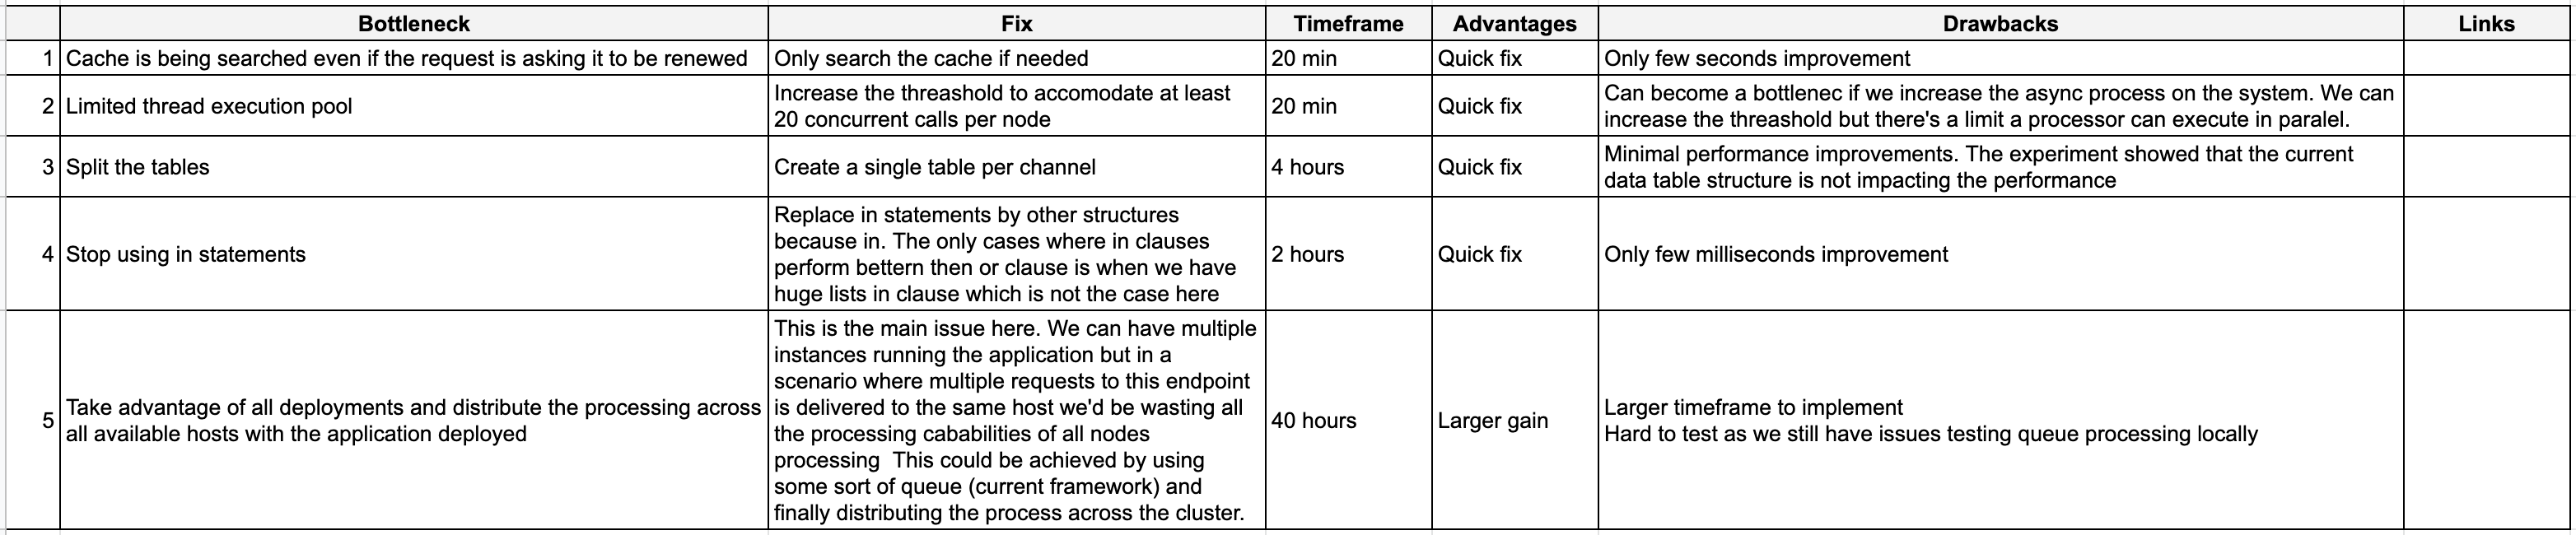 Bottleneck Fix Timeframe Advantages Drawbacks Links
1 Cache is being searched even if the request is asking it to be renewed Only search the cache if needed 20 min Quick fix Only few seconds improvement
2 Limited thread execution pool
Increase the threashold to accomodate at least
20 concurrent calls per node
20 min Quick fix
Can become a bottlenec if we increase the async process on the system. We can
increase the threashold but there's a limit a processor can execute in paralel.
3 Split the tables Create a single table per channel 4 hours Quick fix
Minimal performance improvements. The experiment showed that the current
data table structure is not impacting the performance
4 Stop using in statements
Replace in statements by other structures
because in. The only cases where in clauses
perform bettern then or clause is when we have
huge lists in clause which is not the case here
2 hours Quick fix Only few milliseconds improvement
5
Take advantage of all deployments and distribute the processing across
all available hosts with the application deployed
This is the main issue here. We can have multiple
instances running the application but in a
scenario where multiple requests to this endpoint
is delivered to the same host we'd be wasting all
the processing cababilities of all nodes
processing  This could be achieved by using
some sort of queue (current framework) and
finally distributing the process across the cluster.
40 hours Larger gain
Larger timeframe to implement
Hard to test as we still have issues testing queue processing locally